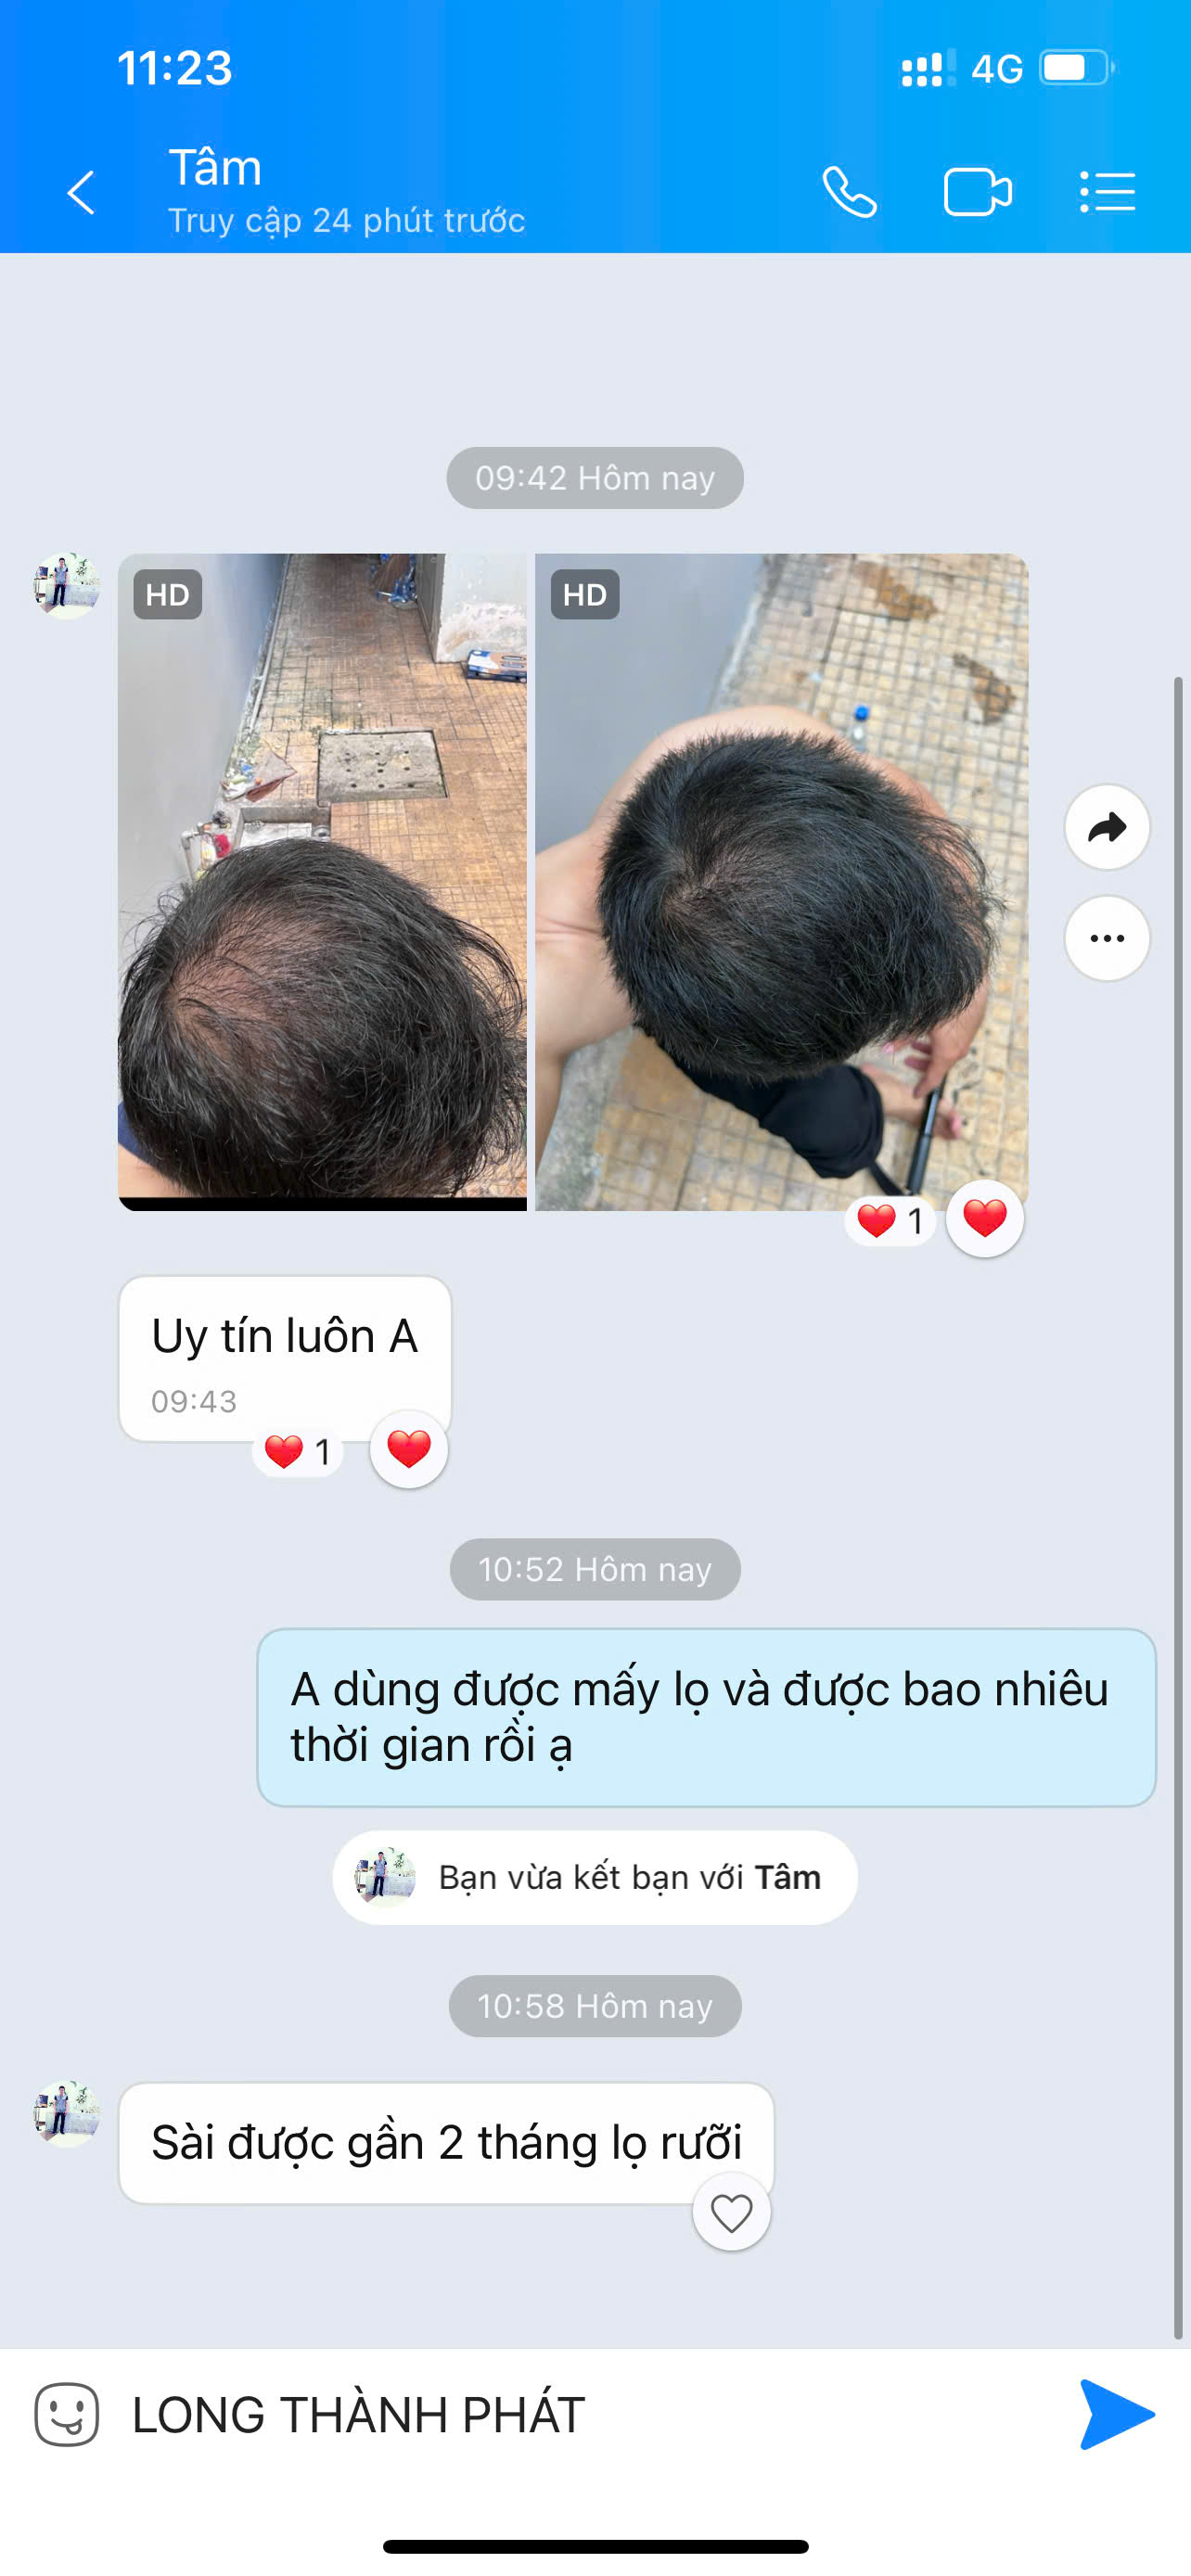 11:23
4G
Tâm
Truy cập 24 phút trước
09:42 Hôm nay
HD
HD
1
Uy tín luôn A
09:43
1
10:52 Hôm nay
A dùng được mấy lọ và được bao nhiêu
thời gian rồi ạ
Bạn vừa kết bạn với Tâm
10:58 Hôm nay
Sài được gần 2 tháng lọ rưỡi
LONG THÀNH PHÁT